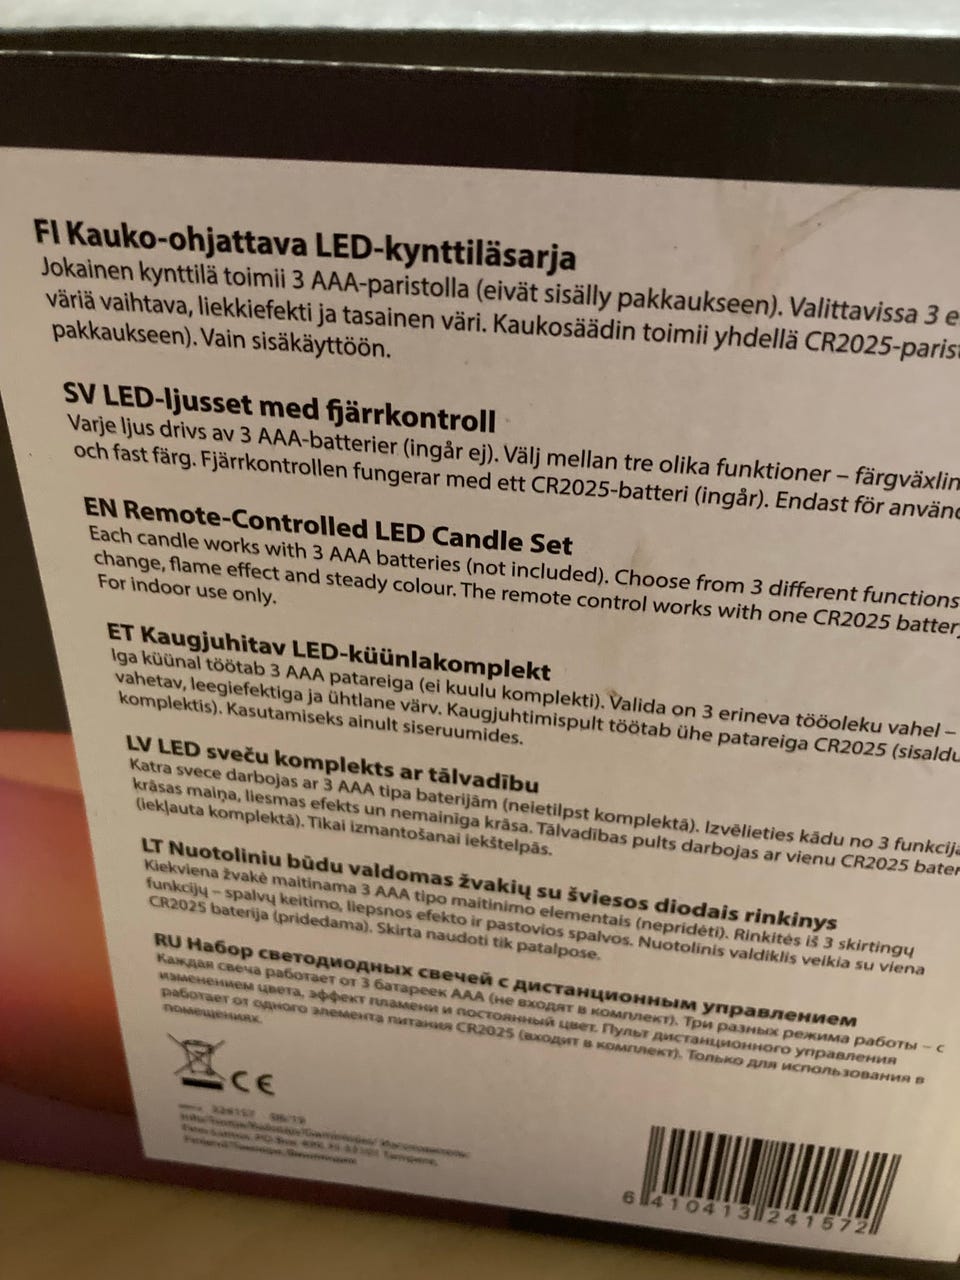 FI Kauko-ohjattava LED-kynttiläsarja
Jokainen kynttilä toimii 3 AAA-paristolla (eivät sisälly pakkaukseen). Valittavissa 3 e
väriä vaihtava, liekkiefekti ja tasainen väri. Kaukosäädin toimii yhdellä CR2025-parist
pakkaukseen). Vain sisäkäyttöön.
SV LED-ljusset med fjärrkontroll
Varje ljus drivs av 3 AAA-batterier (ingår ej). Välj mellan tre olika funktioner – färgväxlin
och fast färg. Fjärrkontrollen fungerar med ett CR2025-batteri (ingår). Endast för använd
EN Remote-Controlled LED Candle Set
Each candle works with 3 AAA batteries (not included). Choose from 3 different functions
change, flame effect and steady colour. The remote control works with one CR2025 battery
For indoor use only.
ET Kaugjuhitav LED-küünlakomplekt
Iga küünal töötab 3 AAA patareiga (ei kuulu komplekti). Valida on 3 erineva tööoleku vahel –
vahetav, leegiefektiga ja ühtlane värv. Kaugjuhtimispult töötab ühe patareiga CR2025 (sisaldu
komplektis). Kasutamiseks ainult siseruumides.
LV LED sveču komplekts ar tālvadību
Katra svece darbojas ar 3 AAA tipa baterijām (neietilpst komplektā). Izvēlieties kādu no 3 funkcijā
krāsas maiņa, liesmas efekts un nemainīga krāsa. Tālvadības pults darbojas ar vienu CR2025 bater
(iekļauta komplektā). Tikai izmantošanai iekštelpās.
LT Nuotoliniu būdu valdomas žvakių su šviesos diodais rinkinys
Kiekviena žvakė maitinama 3 AAA tipo maitinimo elementais (nepridėti). Rinkitės iš 3 skirtingų
funkcijų – spalvų keitimo, liepsnos efekto ir pastovios spalvos. Nuotolinis valdiklis veikia su viena
CR2025 baterija (pridedama). Skirta naudoti tik patalpose.
RU Набор светодиодных свечей с дистанционным управлением
Каждая свеча работает от 3 батареек AAA (не входят в комплект). Три разных режима работы – с
изменением цвета, эффект пламени и постоянный цвет. Пульт дистанционного управления
работает от одного элемента питания CR2025 (входит в комплект). Только для использования в
помещениях.
CE
6 410413 241572